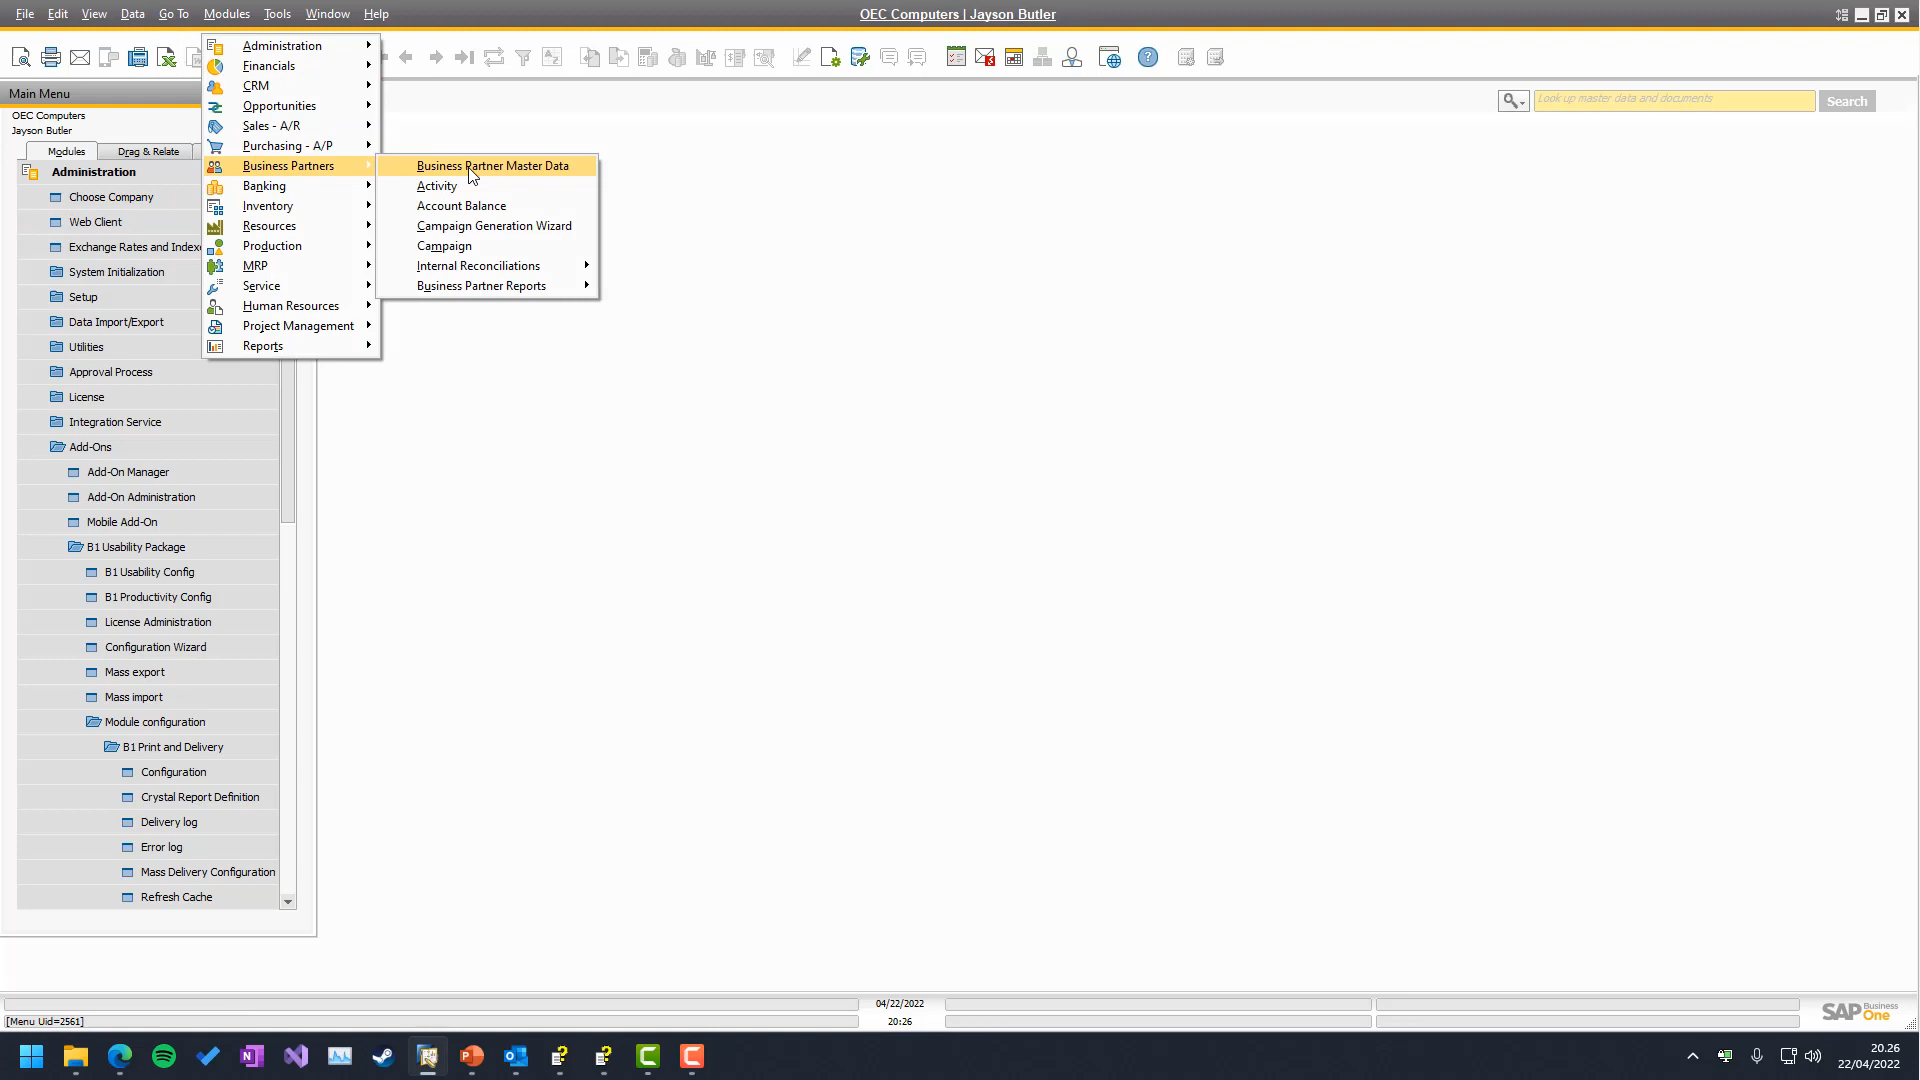 File Edit View Data Go To Modules Tools Window Help
OEC Computers | Jayson Butler
Main Menu
OEC Computers
Jayson Butler
Modules
Drag & Relate
Look up master data and documents
Search
Administration
Choose Company
Web Client
Exchange Rates and Indexe
System Initialization
Setup
Data Import/Export
Utilities
Approval Process
License
Integration Service
Add-Ons
Add-On Manager
Add-On Administration
Mobile Add-On
B1 Usability Package
B1 Usability Config
B1 Productivity Config
License Administration
Configuration Wizard
Mass export
Mass import
Module configuration
B1 Print and Delivery
Configuration
Crystal Report Definition
Delivery log
Error log
Mass Delivery Configuration
Refresh Cache
Administration
Financials
CRM
Opportunities
Sales - A/R
Purchasing - A/P
Business Partners
Banking
Inventory
Resources
Production
MRP
Service
Human Resources
Project Management
Reports
Business Partner Master Data
Activity
Account Balance
Campaign Generation Wizard
Campaign
Internal Reconciliations
Business Partner Reports
04/22/2022
[Menu Uid=2561]
20:26
SAP Business One
20.26
22/04/2022